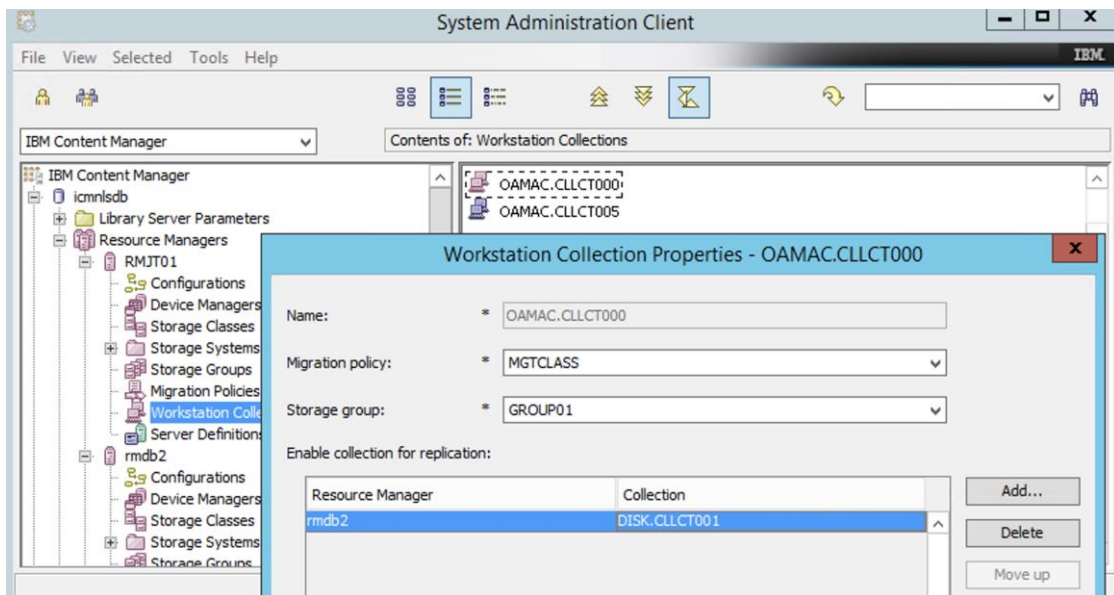 System Administration Client
File View Selected Tools Help
IBM.
IBM Content Manager
Contents of: Workstation Collections
IBM Content Manager
icmnlsdb
Library Server Parameters
Resource Managers
RMJT01
Configurations
Device Managers
Storage Classes
Storage Systems
Storage Groups
Migration Policies
Workstation Colle
Server Definition
rmdb2
Configurations
Device Managers
Storage Classes
Storage Systems
Storage Groups
OAMAC.CLLCT000
OAMAC.CLLCT005
Workstation Collection Properties - OAMAC.CLLCT000
x
Name: * OAMAC.CLLCT000
Migration policy: * MGTCLASS
Storage group: * GROUP01
Enable collection for replication:
Resource Manager Collection
rmdb2 DISK.CLLCT001
Add...
Delete
Move up